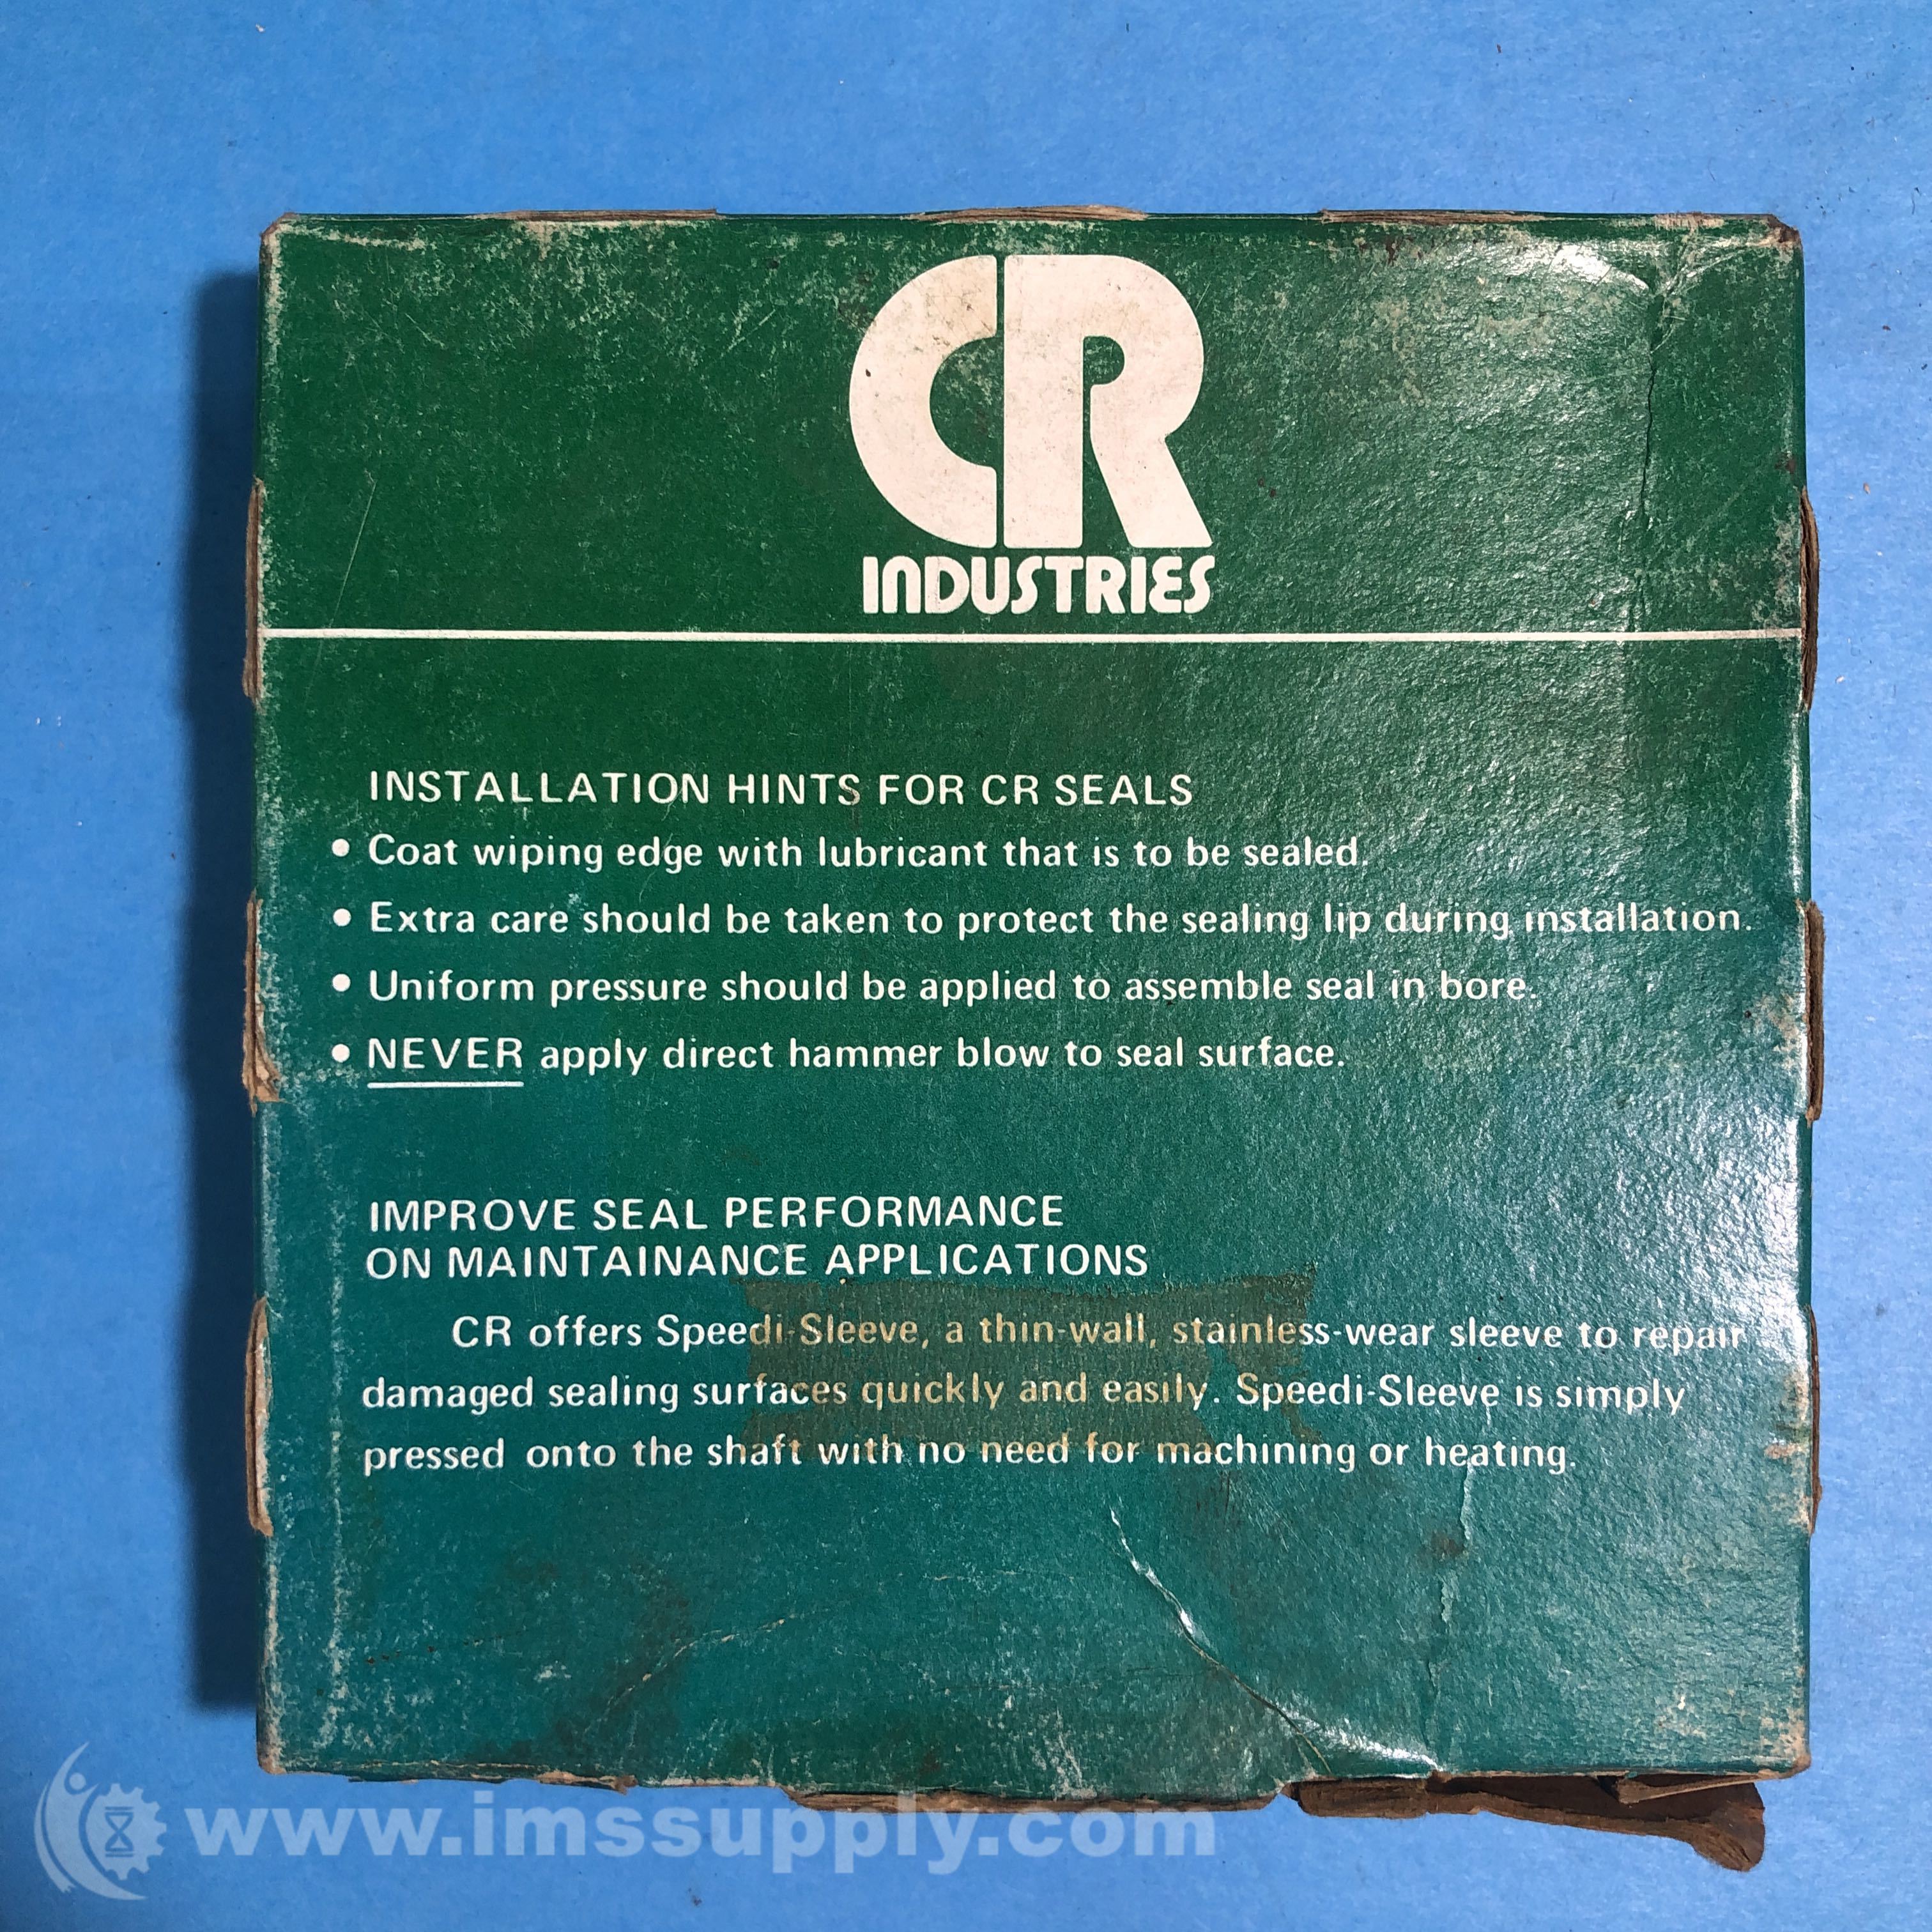 CR
INDUSTRIES
INSTALLATION HINTS FOR CR SEALS
• Coat wiping edge with lubricant that is to be sealed.
• Extra care should be taken to protect the sealing lip during installation.
• Uniform pressure should be applied to assemble seal in bore.
• NEVER apply direct hammer blow to seal surface.
IMPROVE SEAL PERFORMANCE
ON MAINTAINANCE APPLICATIONS
CR offers Speedi-Sleeve, a thin-wall, stainless-wear sleeve to repair
damaged sealing surfaces quickly and easily. Speedi-Sleeve is simply
pressed onto the shaft with no need for machining or heating.
www.imssupply.com